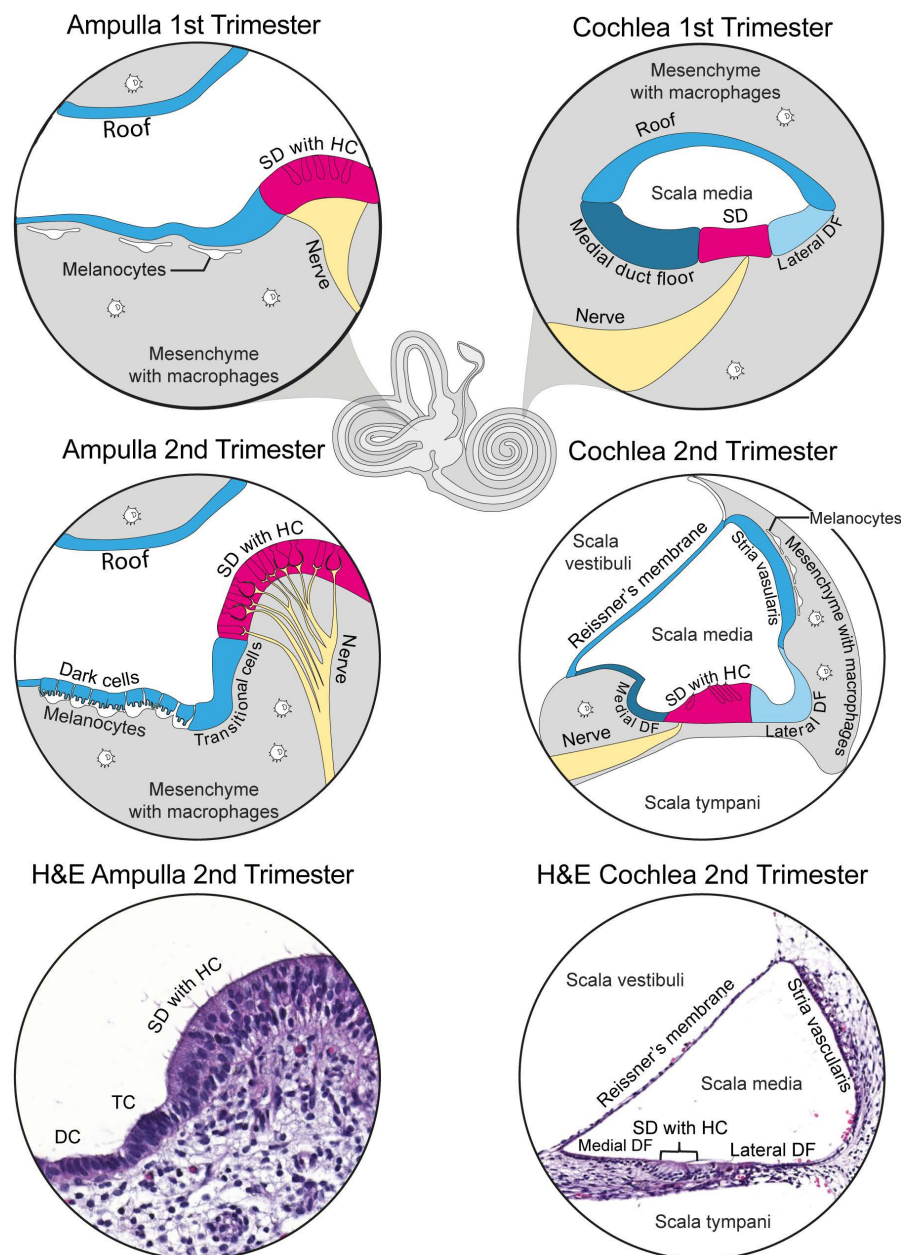 Ampulla 1st Trimester
Roof
SD with HC
Melanocytes
Nerve
Mesenchyme
with macrophages
Cochlea 1st Trimester
Mesenchyme
with macrophages
Roof
Scala media
SD
Medial duct floor
Lateral DF
Nerve
Ampulla 2nd Trimester
Roof
SD with HC
Dark cells
Melanocytes
Transitional cells
Nerve
Mesenchyme
with macrophages
Cochlea 2nd Trimester
Melanocytes
Scala
vestibuli
Reissner's membrane
Stria vasularis
Mesenchyme with macrophages
Scala media
SD with HC
Medial DF
Lateral DF
Nerve
Scala tympani
H&E Ampulla 2nd Trimester
SD with HC
TC
DC
H&E Cochlea 2nd Trimester
Scala vestibuli
Reissner's membrane
Stria vascularis
Scala media
SD with HC
Medial DF
Lateral DF
Scala tympani